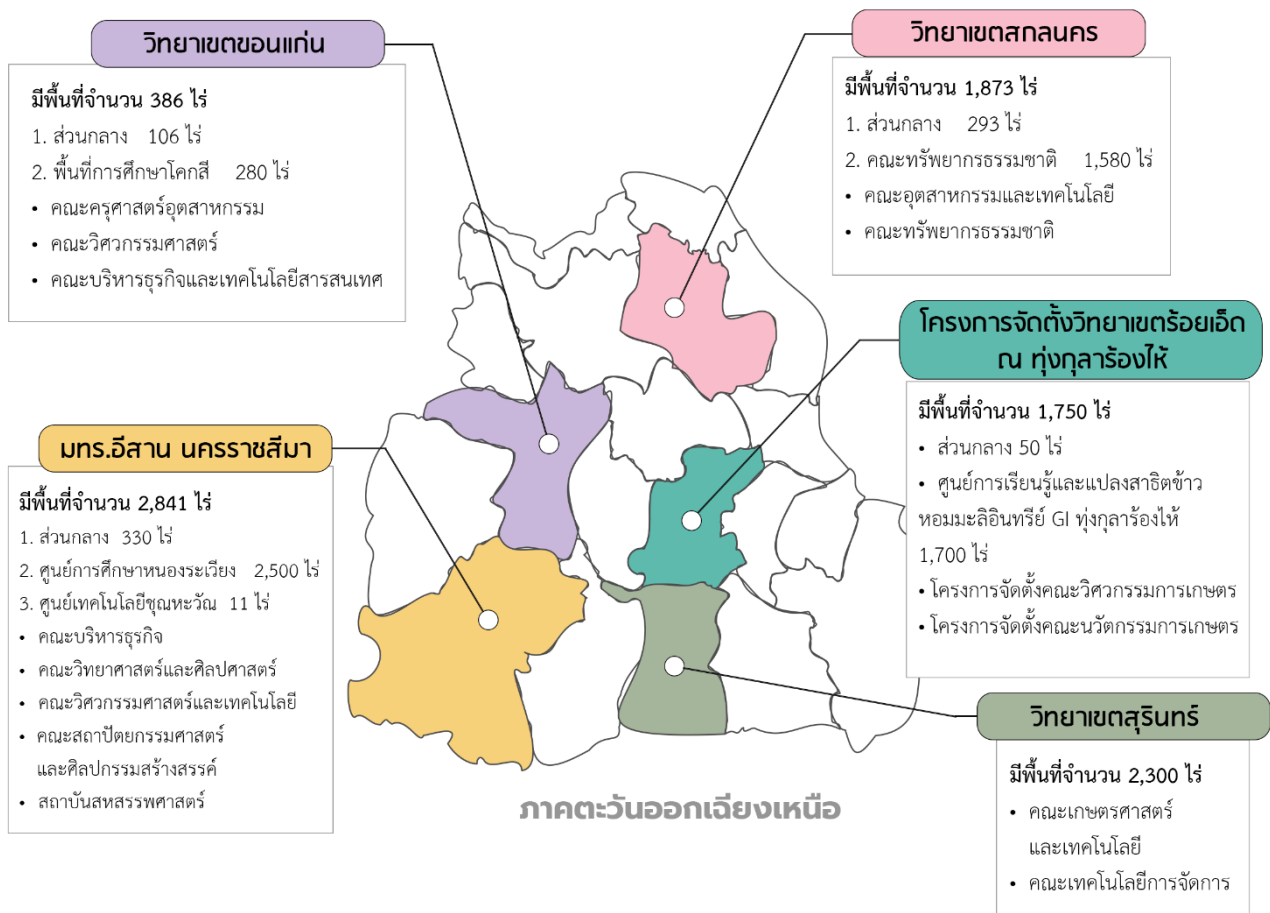 วิทยาเขตขอนแก่น
มีพื้นที่จำนวน 386 ไร่
1. ส่วนกลาง 106 ไร่
2. พื้นที่การศึกษาโคกสี 280 ไร่
• คณะครุศาสตร์อุตสาหกรรม
• คณะวิศวกรรมศาสตร์
• คณะบริหารธุรกิจและเทคโนโลยีสารสนเทศ
วิทยาเขตสกลนคร
มีพื้นที่จำนวน 1,873 ไร่
1. ส่วนกลาง 293 ไร่
2. คณะทรัพยากรธรรมชาติ 1,580 ไร่
• คณะอุตสาหกรรมและเทคโนโลยี
• คณะทรัพยากรธรรมชาติ
โครงการจัดตั้งวิทยาเขตร้อยเอ็ด
ณ ทุ่งกุลาร้องไห้
มีพื้นที่จำนวน 1,750 ไร่
• ส่วนกลาง 50 ไร่
• ศูนย์การเรียนรู้และแปลงสาธิตข้าว
หอมมะลิอินทรีย์ GI ทุ่งกุลาร้องไห้
1,700 ไร่
• โครงการจัดตั้งคณะวิศวกรรมการเกษตร
• โครงการจัดตั้งคณะนวัตกรรมการเกษตร
มทร.อีสาน นครราชสีมา
มีพื้นที่จำนวน 2,841 ไร่
1. ส่วนกลาง 330 ไร่
2. ศูนย์การศึกษาหนองระเวียง 2,500 ไร่
3. ศูนย์เทคโนโลยีชุณหะวัณ 11 ไร่
• คณะบริหารธุรกิจ
• คณะวิทยาศาสตร์และศิลปศาสตร์
• คณะวิศวกรรมศาสตร์และเทคโนโลยี
• คณะสถาปัตยกรรมศาสตร์
และศิลปกรรมสร้างสรรค์
• สถาบันสหสรรพศาสตร์
วิทยาเขตสุรินทร์
มีพื้นที่จำนวน 2,300 ไร่
• คณะเกษตรศาสตร์
และเทคโนโลยี
• คณะเทคโนโลยีการจัดการ
ภาคตะวันออกเฉียงเหนือ